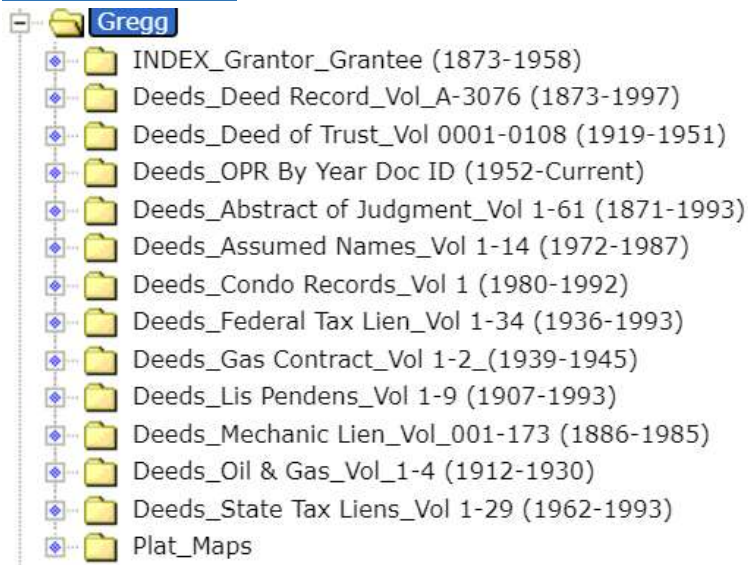 Gregg
INDEX_Grantor_Grantee (1873-1958)
Deeds_Deed Record_Vol_A-3076 (1873-1997)
Deeds_Deed of Trust_Vol 0001-0108 (1919-1951)
Deeds_OPR By Year Doc ID (1952-Current)
Deeds_Abstract of Judgment_Vol 1-61 (1871-1993)
Deeds_Assumed Names_Vol 1-14 (1972-1987)
Deeds_Condo Records_Vol 1 (1980-1992)
Deeds_Federal Tax Lien_Vol 1-34 (1936-1993)
Deeds_Gas Contract_Vol 1-2_(1939-1945)
Deeds_Lis Pendens_Vol 1-9 (1907-1993)
Deeds_Mechanic Lien_Vol_001-173 (1886-1985)
Deeds_Oil & Gas_Vol_1-4 (1912-1930)
Deeds_State Tax Liens_Vol 1-29 (1962-1993)
Plat_Maps